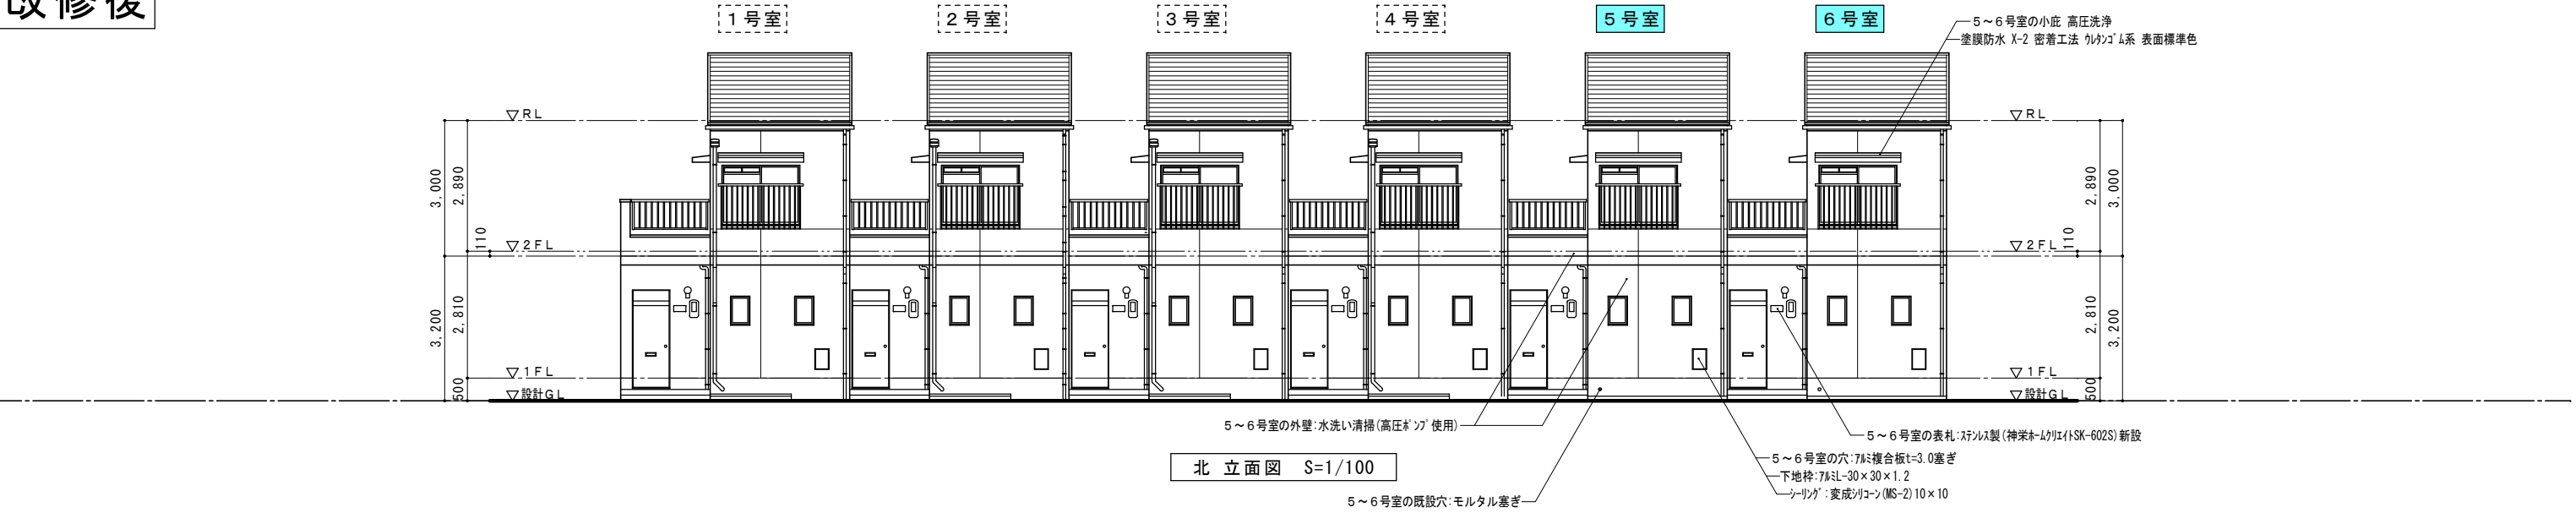 改修後
1号室
2号室
3号室
4号室
5号室
6号室
5～6号室の小庇 高圧洗浄
塗膜防水 X-2 密着工法 ウレタンゴム系 表面標準色
▽RL
▽RL
3,000
2,890
110
▽2FL
3,200
2,810
▽1FL
500
▽設計GL
2,890
3,000
▽2FL
110
2,810
3,200
▽1FL
500
▽設計GL
5～6号室の外壁:水洗い清掃(高圧ポンプ使用)
5～6号室の表札:ステンレス製(神栄ホームクリエイトSK-602S)新設
北 立面図 S=1/100
5～6号室の穴:アルミ複合板t=3.0塞ぎ
下地枠:アルミL-30×30×1.2
シーリング:変成シリコーン(MS-2)10×10
5～6号室の既設穴:モルタル塞ぎ